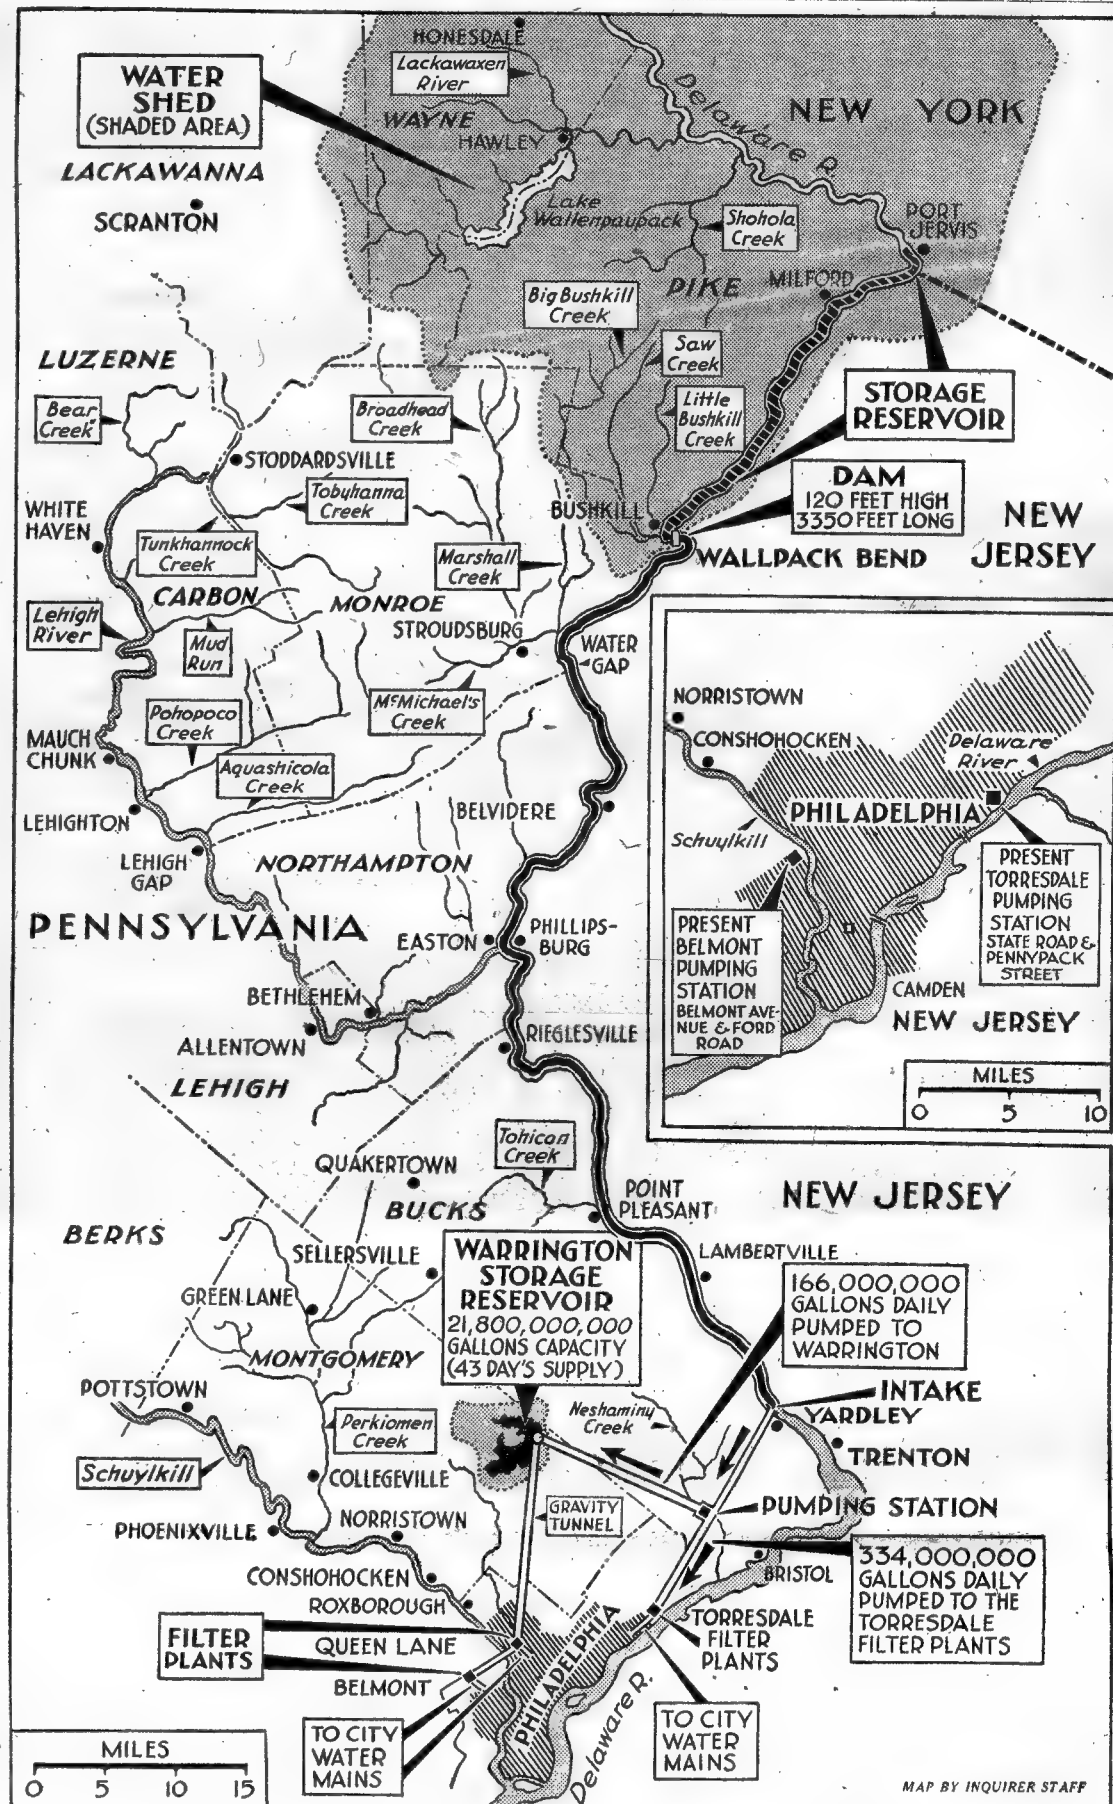 HONESDALE
Lackawaxen
River
WATER
SHED
(SHADED AREA)
Delaware R.
NEW YORK
WAYNE
HAWLEY
LACKAWANNA
SCRANTON
Lake
Wallenpaupack
Shohola
Creek
PORT
JERVIS
PIKE
MILFORD
Big Bushkill
Creek
Saw
Creek
LUZERNE
Bear
Creek
Broadhead
Creek
Little
Bushkill
Creek
STORAGE
RESERVOIR
STODDARDSVILLE
DAM
120 FEET HIGH
3350 FEET LONG
Tobyhanna
Creek
WHITE
HAVEN
BUSHKILL
NEW
JERSEY
Tunkhannock
Creek
Marshall
Creek
WALLPACK BEND
CARBON
MONROE
Lehigh
River
STROUDSBURG
Mud
Run
WATER
GAP
McMichael's
Creek
Pohopoco
Creek
MAUCH
CHUNK
Aquashicola
Creek
BELVIDERE
LEHIGHTON
LEHIGH
GAP
NORTHAMPTON
PENNSYLVANIA
EASTON
PHILLIPS-
BURG
BETHLEHEM
ALLENTOWN
RIEGLESVILLE
LEHIGH
NORRISTOWN
CONSHOHOCKEN
Delaware
River
PHILADELPHIA
Schuylkill
PRESENT
TORRESDALE
PUMPING
STATION
STATE ROAD &
PENNYPACK
STREET
PRESENT
BELMONT
PUMPING
STATION
BELMONT AVE-
NUE & FORD
ROAD
CAMDEN
NEW JERSEY
MILES
0 5 10
Tohican
Creek
QUAKERTOWN
BUCKS
POINT
PLEASANT
NEW JERSEY
BERKS
SELLERSVILLE
WARRINGTON
STORAGE
RESERVOIR
21,800,000,000
GALLONS CAPACITY
(43 DAY'S SUPPLY)
LAMBERTVILLE
166,000,000
GALLONS DAILY
PUMPED TO
WARRINGTON
GREEN LANE
MONTGOMERY
POTTSTOWN
INTAKE
YARDLEY
Perkiomen
Creek
Neshaminy
Creek
TRENTON
Schuylkill
COLLEGEVILLE
GRAVITY
TUNNEL
PUMPING STATION
PHOENIXVILLE
NORRISTOWN
334,000,000
GALLONS DAILY
PUMPED TO THE
TORRESDALE
FILTER PLANTS
BRISTOL
CONSHOHOCKEN
ROXBOROUGH
FILTER
PLANTS
QUEEN LANE
BELMONT
PHILADELPHIA
TORRESDALE
FILTER
PLANTS
Delaware R.
TO CITY
WATER
MAINS
TO CITY
WATER
MAINS
MILES
0 5 10 15
MAP BY INQUIRER STAFF